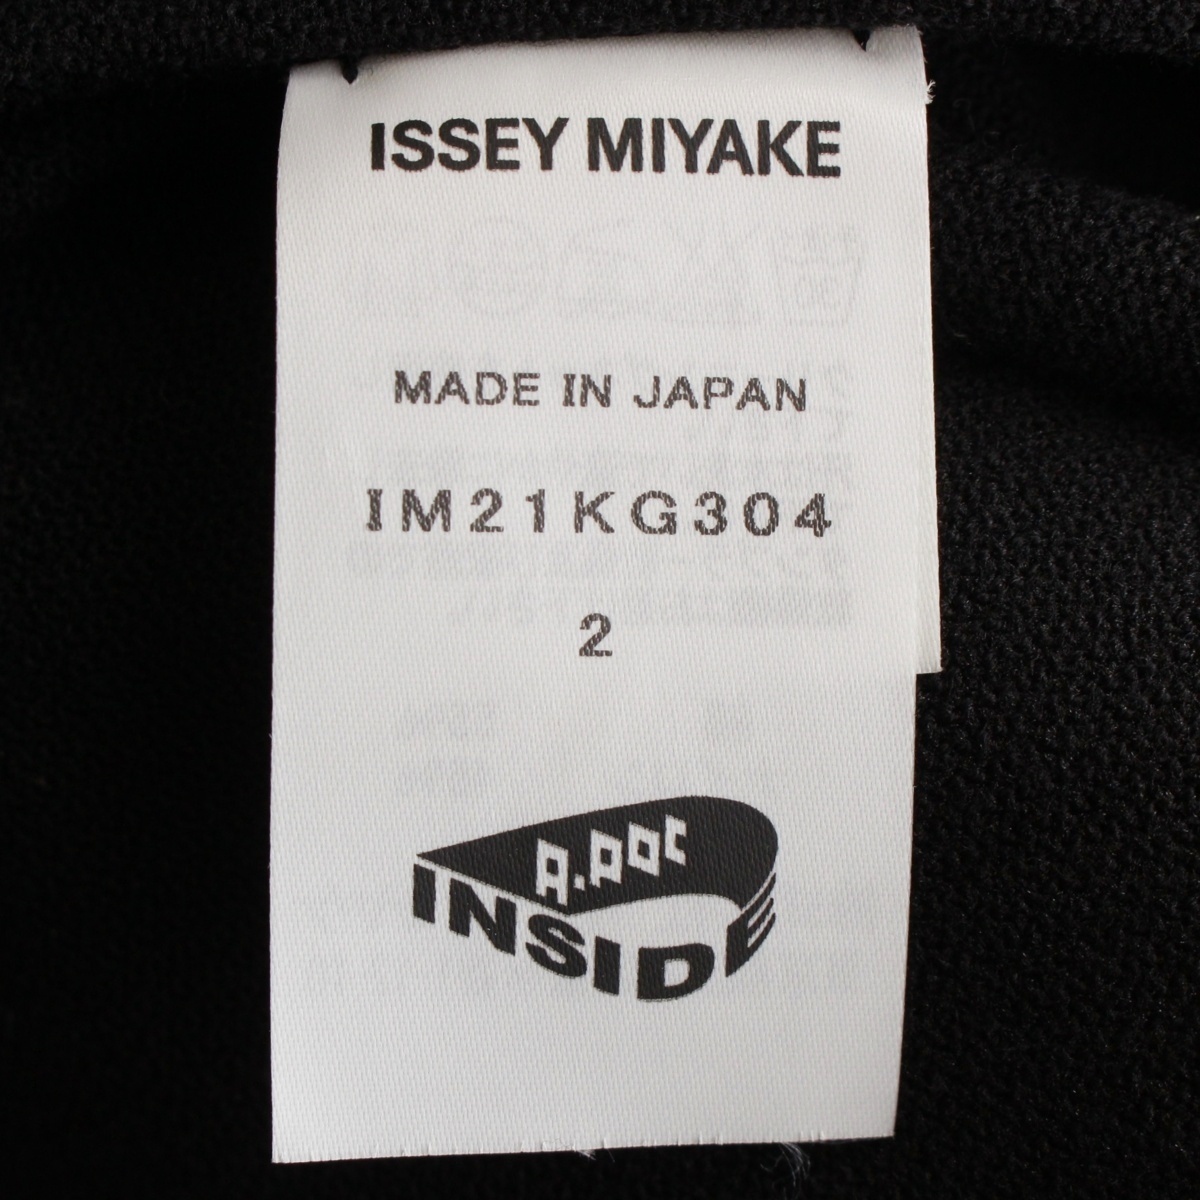 ISSEY MIYAKE
MADE IN JAPAN
IM21KG304
2
A.POC
INSIDE